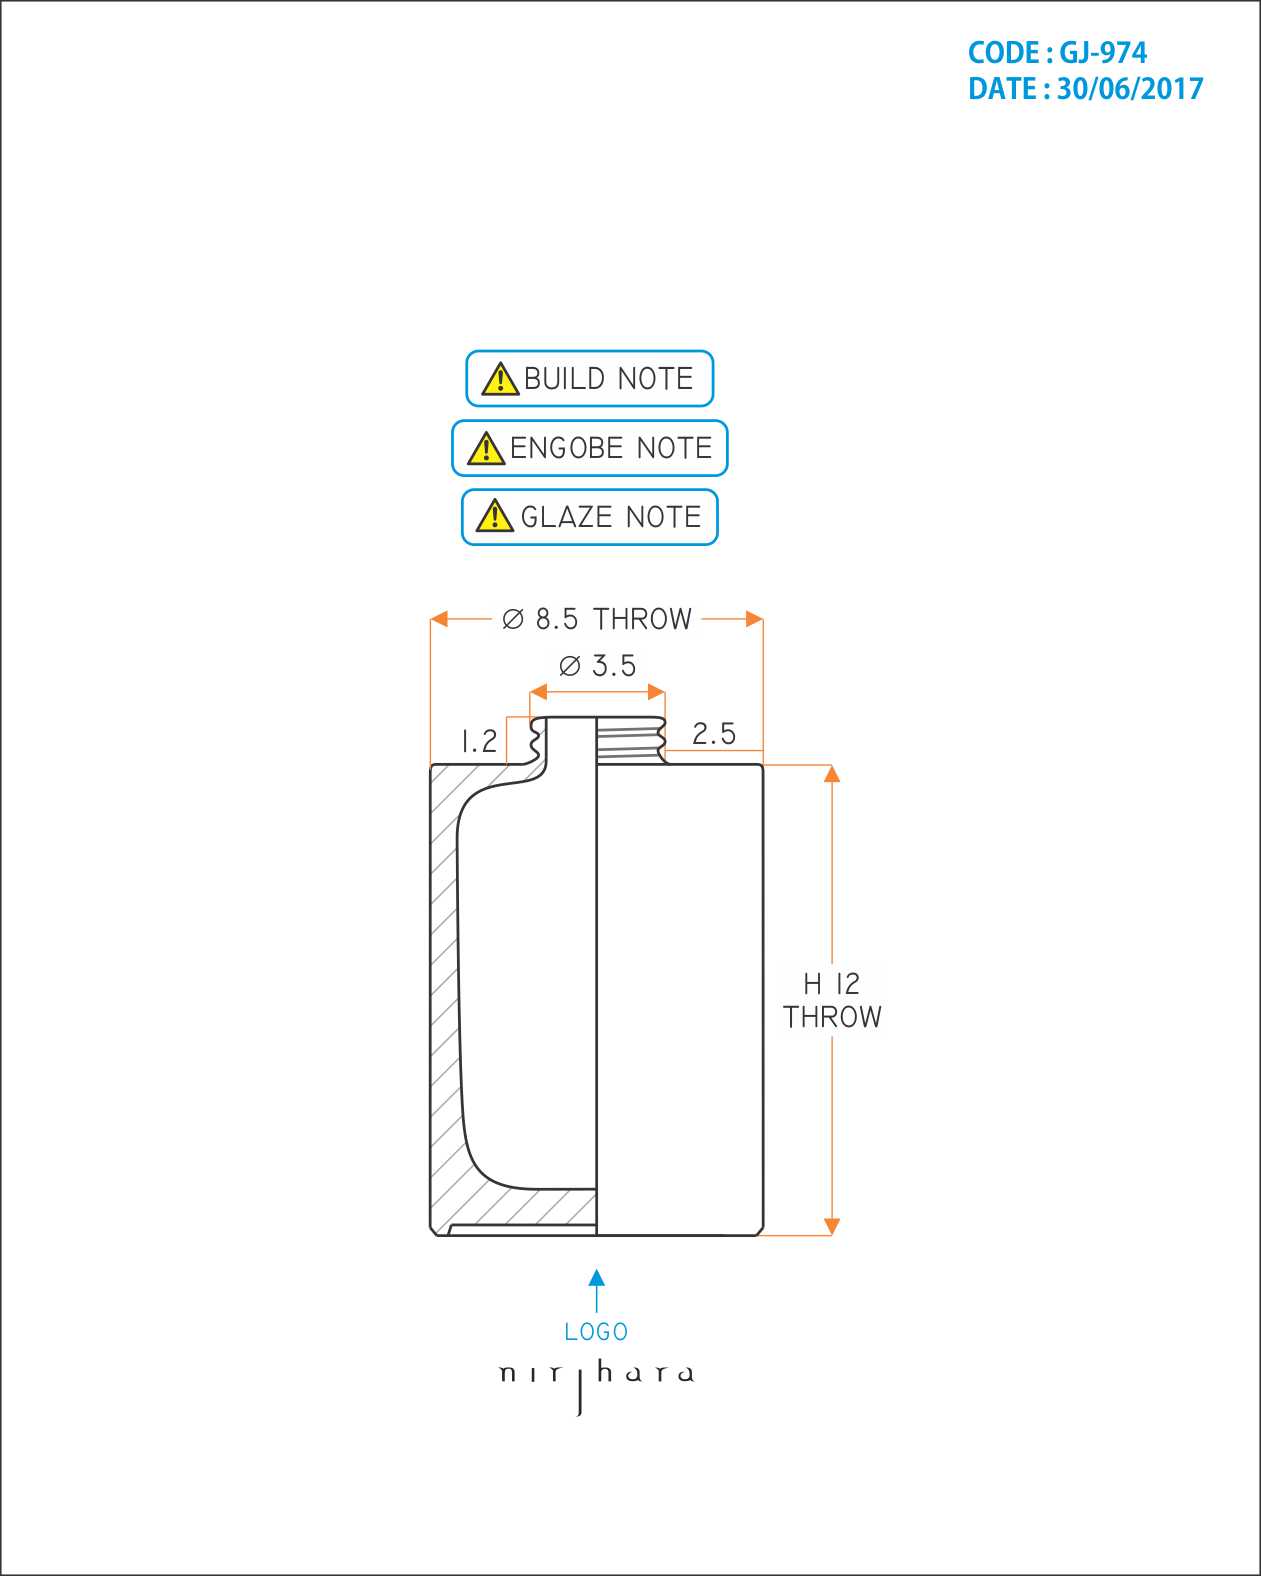 CODE : GJ-974
DATE : 30/06/2017
BUILD NOTE
ENGOBE NOTE
GLAZE NOTE
Ø 8.5 THROW
Ø 3.5
1.2
2.5
H 12
THROW
LOGO
nirjhara